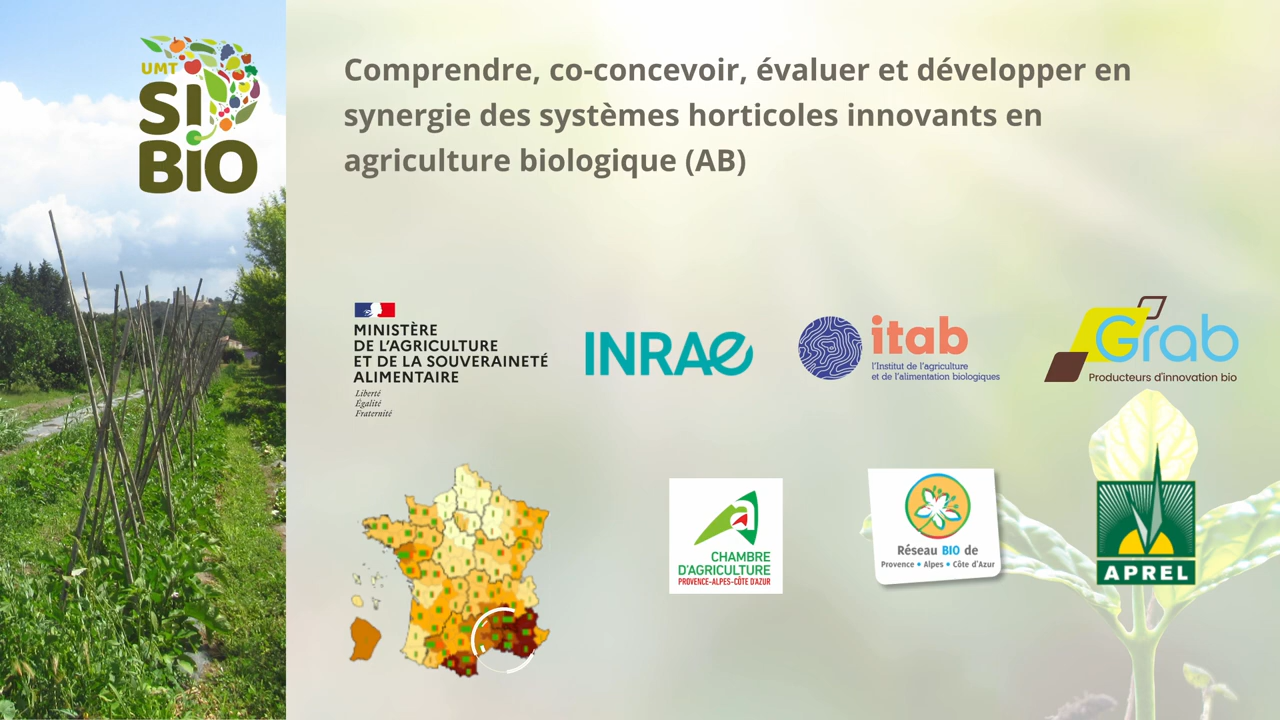 UMT
SI
BIO
Comprendre, co-concevoir, évaluer et développer en
synergie des systèmes horticoles innovants en
agriculture biologique (AB)
MINISTÈRE
DE L'AGRICULTURE
ET DE LA SOUVERAINETÉ
ALIMENTAIRE
Liberté
Égalité
Fraternité
INRAE
itab
l'Institut de l'agriculture
et de l'alimentation biologiques
Grab
Producteurs d'innovation bio
CHAMBRE
D'AGRICULTURE
PROVENCE-ALPES-CÔTE D'AZUR
Réseau BIO de
Provence • Alpes • Côte d'Azur
APREL